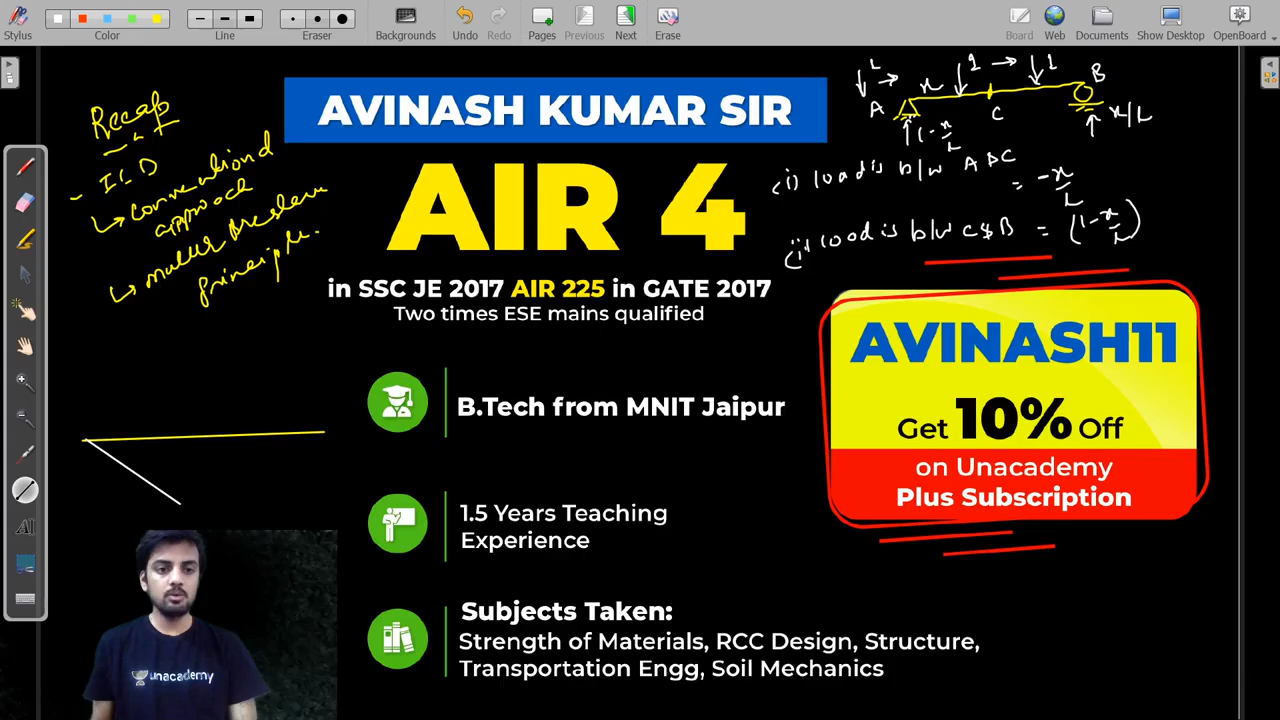 Stylus
Color
Line
Eraser
Backgrounds
Undo
Redo
Pages
Previous
Next
Erase
Board
Web
Documents
Show Desktop
OpenBoard
Recap
- ILD
↳ conventional
approach
↳ muller Breslau
principle.
AVINASH KUMAR SIR
AIR 4
in SSC JE 2017 AIR 225 in GATE 2017
Two times ESE mains qualified
B.Tech from MNIT Jaipur
1.5 Years Teaching
Experience
Subjects Taken:
Strength of Materials, RCC Design, Structure,
Transportation Engg, Soil Mechanics
x
1
1
B
A
C
1-x/L
x/L
(i) load is b/w A & C
= -x/L
(ii) load is b/w C & B = (1-x/L)
AVINASH11
Get 10% Off
on Unacademy
Plus Subscription
unacademy